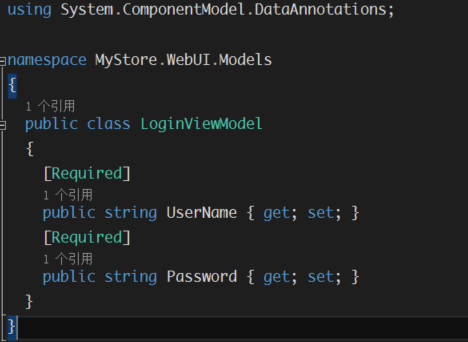 using System.ComponentModel.DataAnnotations;
namespace MyStore.WebUI.Models
{
1 个引用
public class LoginViewModel
{
[Required]
1 个引用
public string UserName { get; set; }
[Required]
1 个引用
public string Password { get; set; }
}
}